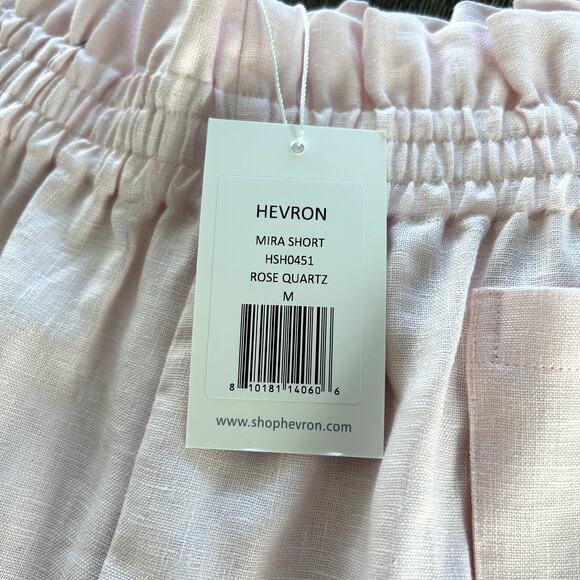 HEVRON
MIRA SHORT
HSH0451
ROSE QUARTZ
M
8 10181 14060 6
www.shophevron.com